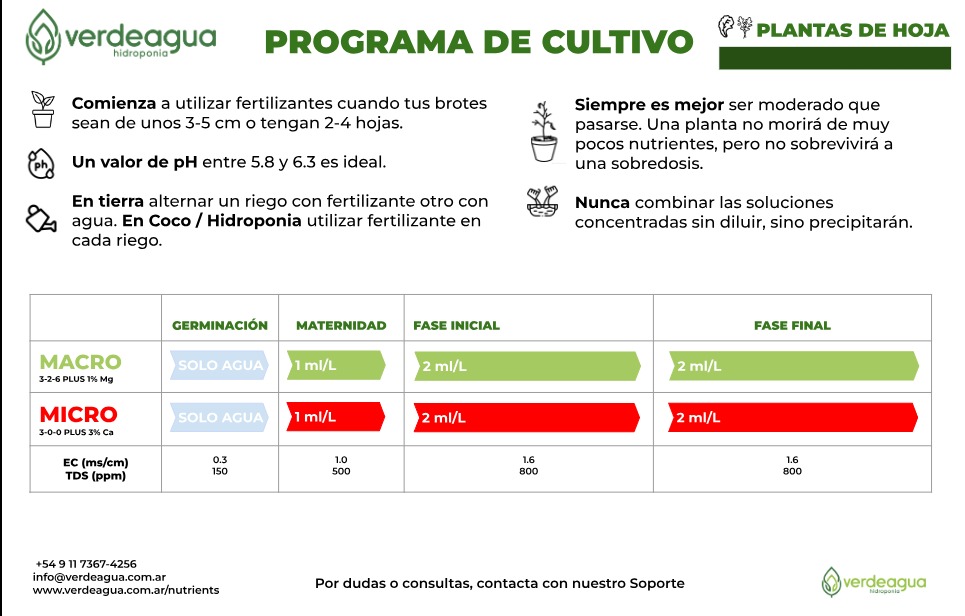 verdeagua
hidroponia
PROGRAMA DE CULTIVO
PLANTAS DE HOJA
Comienza a utilizar fertilizantes cuando tus brotes
sean de unos 3-5 cm o tengan 2-4 hojas.
ph
Un valor de pH entre 5.8 y 6.3 es ideal.
En tierra alternar un riego con fertilizante otro con
agua. En Coco / Hidroponia utilizar fertilizante en
cada riego.
Siempre es mejor ser moderado que
pasarse. Una planta no morirá de muy
pocos nutrientes, pero no sobrevivirá a
una sobredosis.
Nunca combinar las soluciones
concentradas sin diluir, sino precipitarán.
GERMINACIÓN MATERNIDAD FASE INICIAL FASE FINAL
MACRO
3-2-6 PLUS 1% Mg
SOLO AGUA 1 ml/L 2 ml/L 2 ml/L
MICRO
3-0-0 PLUS 3% Ca
SOLO AGUA 1 ml/L 2 ml/L 2 ml/L
EC (ms/cm) 0.3 1.0 1.6 1.6
TDS (ppm) 150 500 800 800
+54 9 11 7367-4256
info@verdeagua.com.ar
www.verdeagua.com.ar/nutrients
Por dudas o consultas, contacta con nuestro Soporte
verdeagua
hidroponia